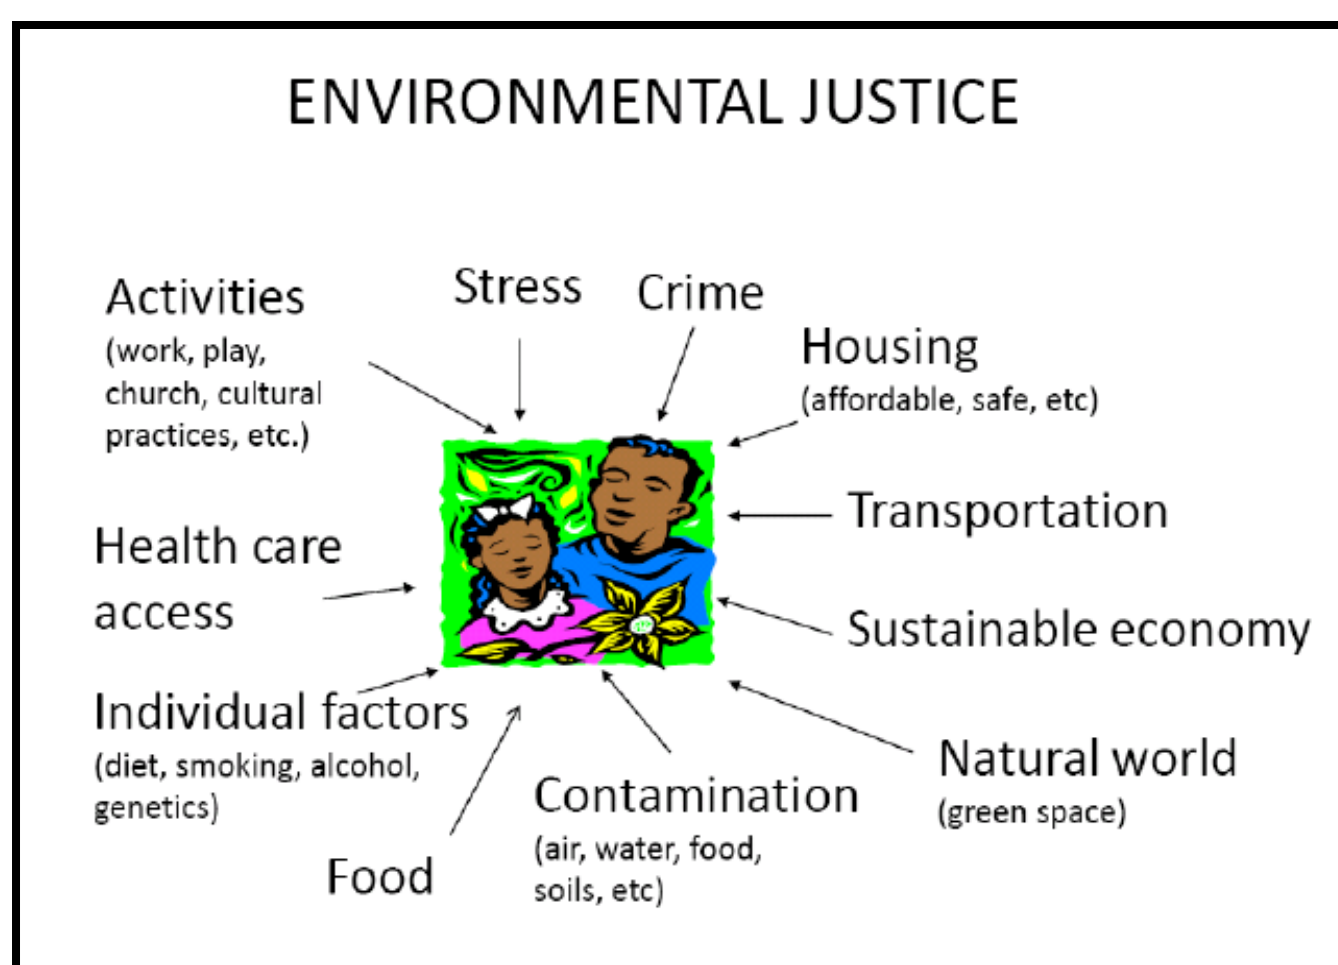 ENVIRONMENTAL JUSTICE
Activities
(work, play,
church, cultural
practices, etc.)
Stress
Crime
Housing
(affordable, safe, etc)
Transportation
Sustainable economy
Natural world
(green space)
Contamination
(air, water, food,
soils, etc)
Food
Individual factors
(diet, smoking, alcohol,
genetics)
Health care
access